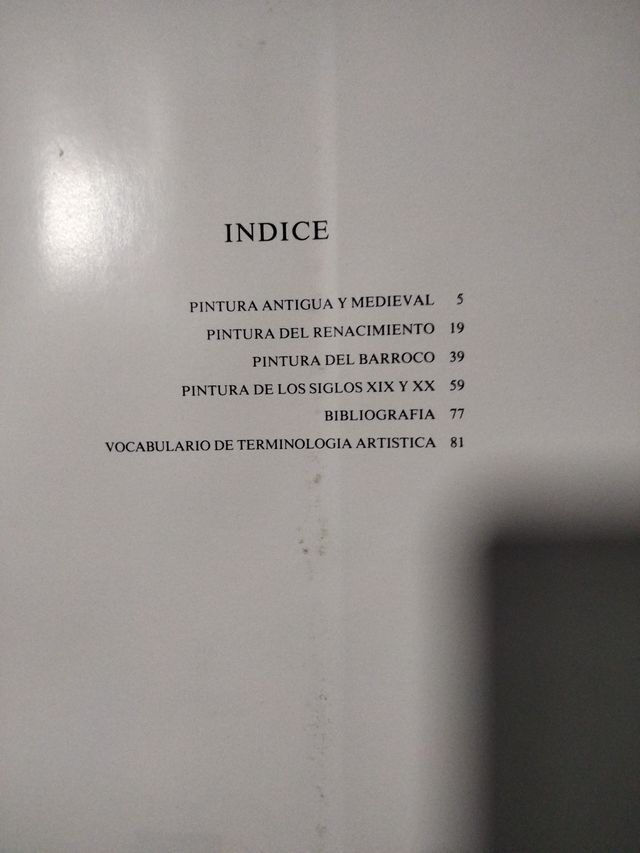 INDICE
PINTURA ANTIGUA Y MEDIEVAL 5
PINTURA DEL RENACIMIENTO 19
PINTURA DEL BARROCO 39
PINTURA DE LOS SIGLOS XIX Y XX 59
BIBLIOGRAFIA 77
VOCABULARIO DE TERMINOLOGIA ARTISTICA 81